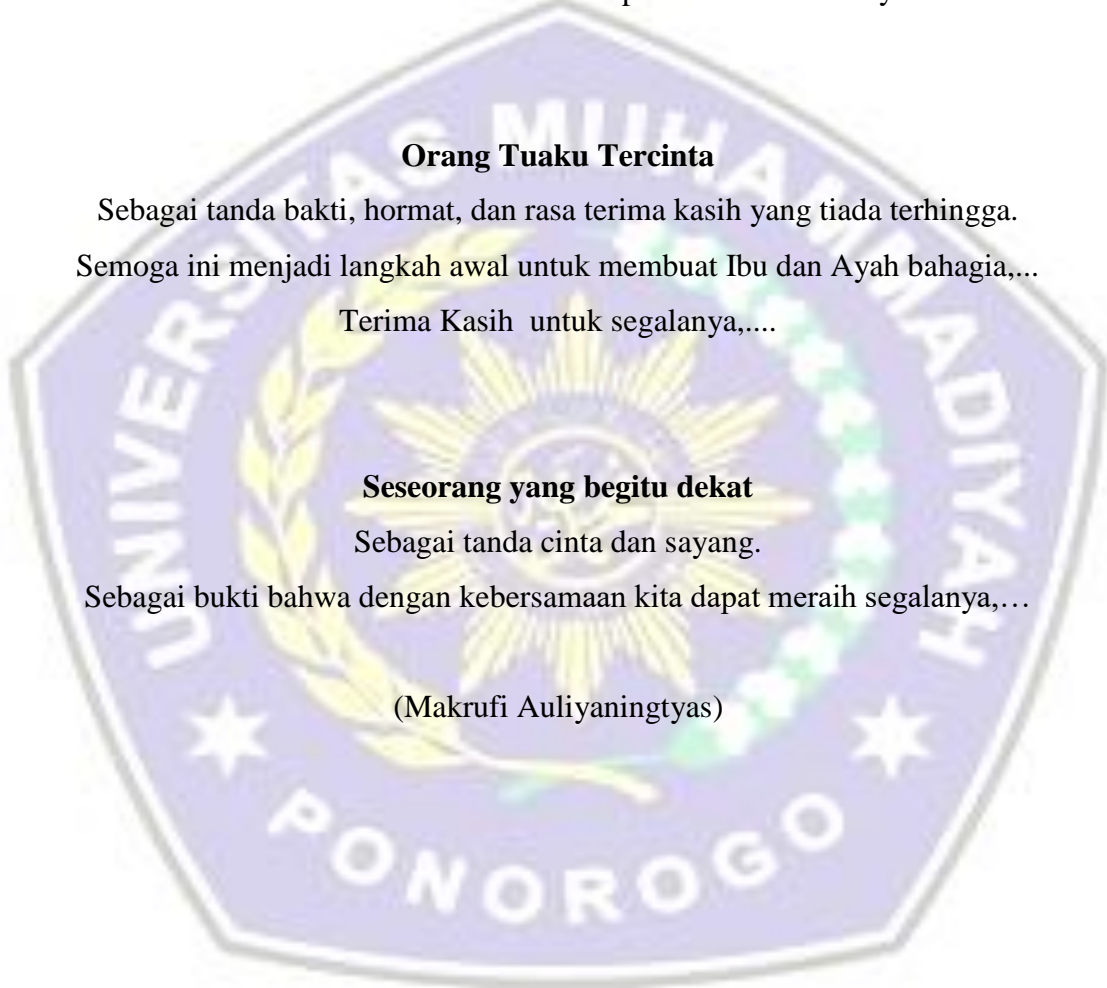 Orang Tuaku Tercinta
Sebagai tanda bakti, hormat, dan rasa terima kasih yang tiada terhingga.
Semoga ini menjadi langkah awal untuk membuat Ibu dan Ayah bahagia,...
Terima Kasih untuk segalanya,....
Seseorang yang begitu dekat
Sebagai tanda cinta dan sayang.
Sebagai bukti bahwa dengan kebersamaan kita dapat meraih segalanya,…
(Makrufi Auliyaningtyas)
UNIVERSITAS MUHAMMADIYAH
PONOROGO